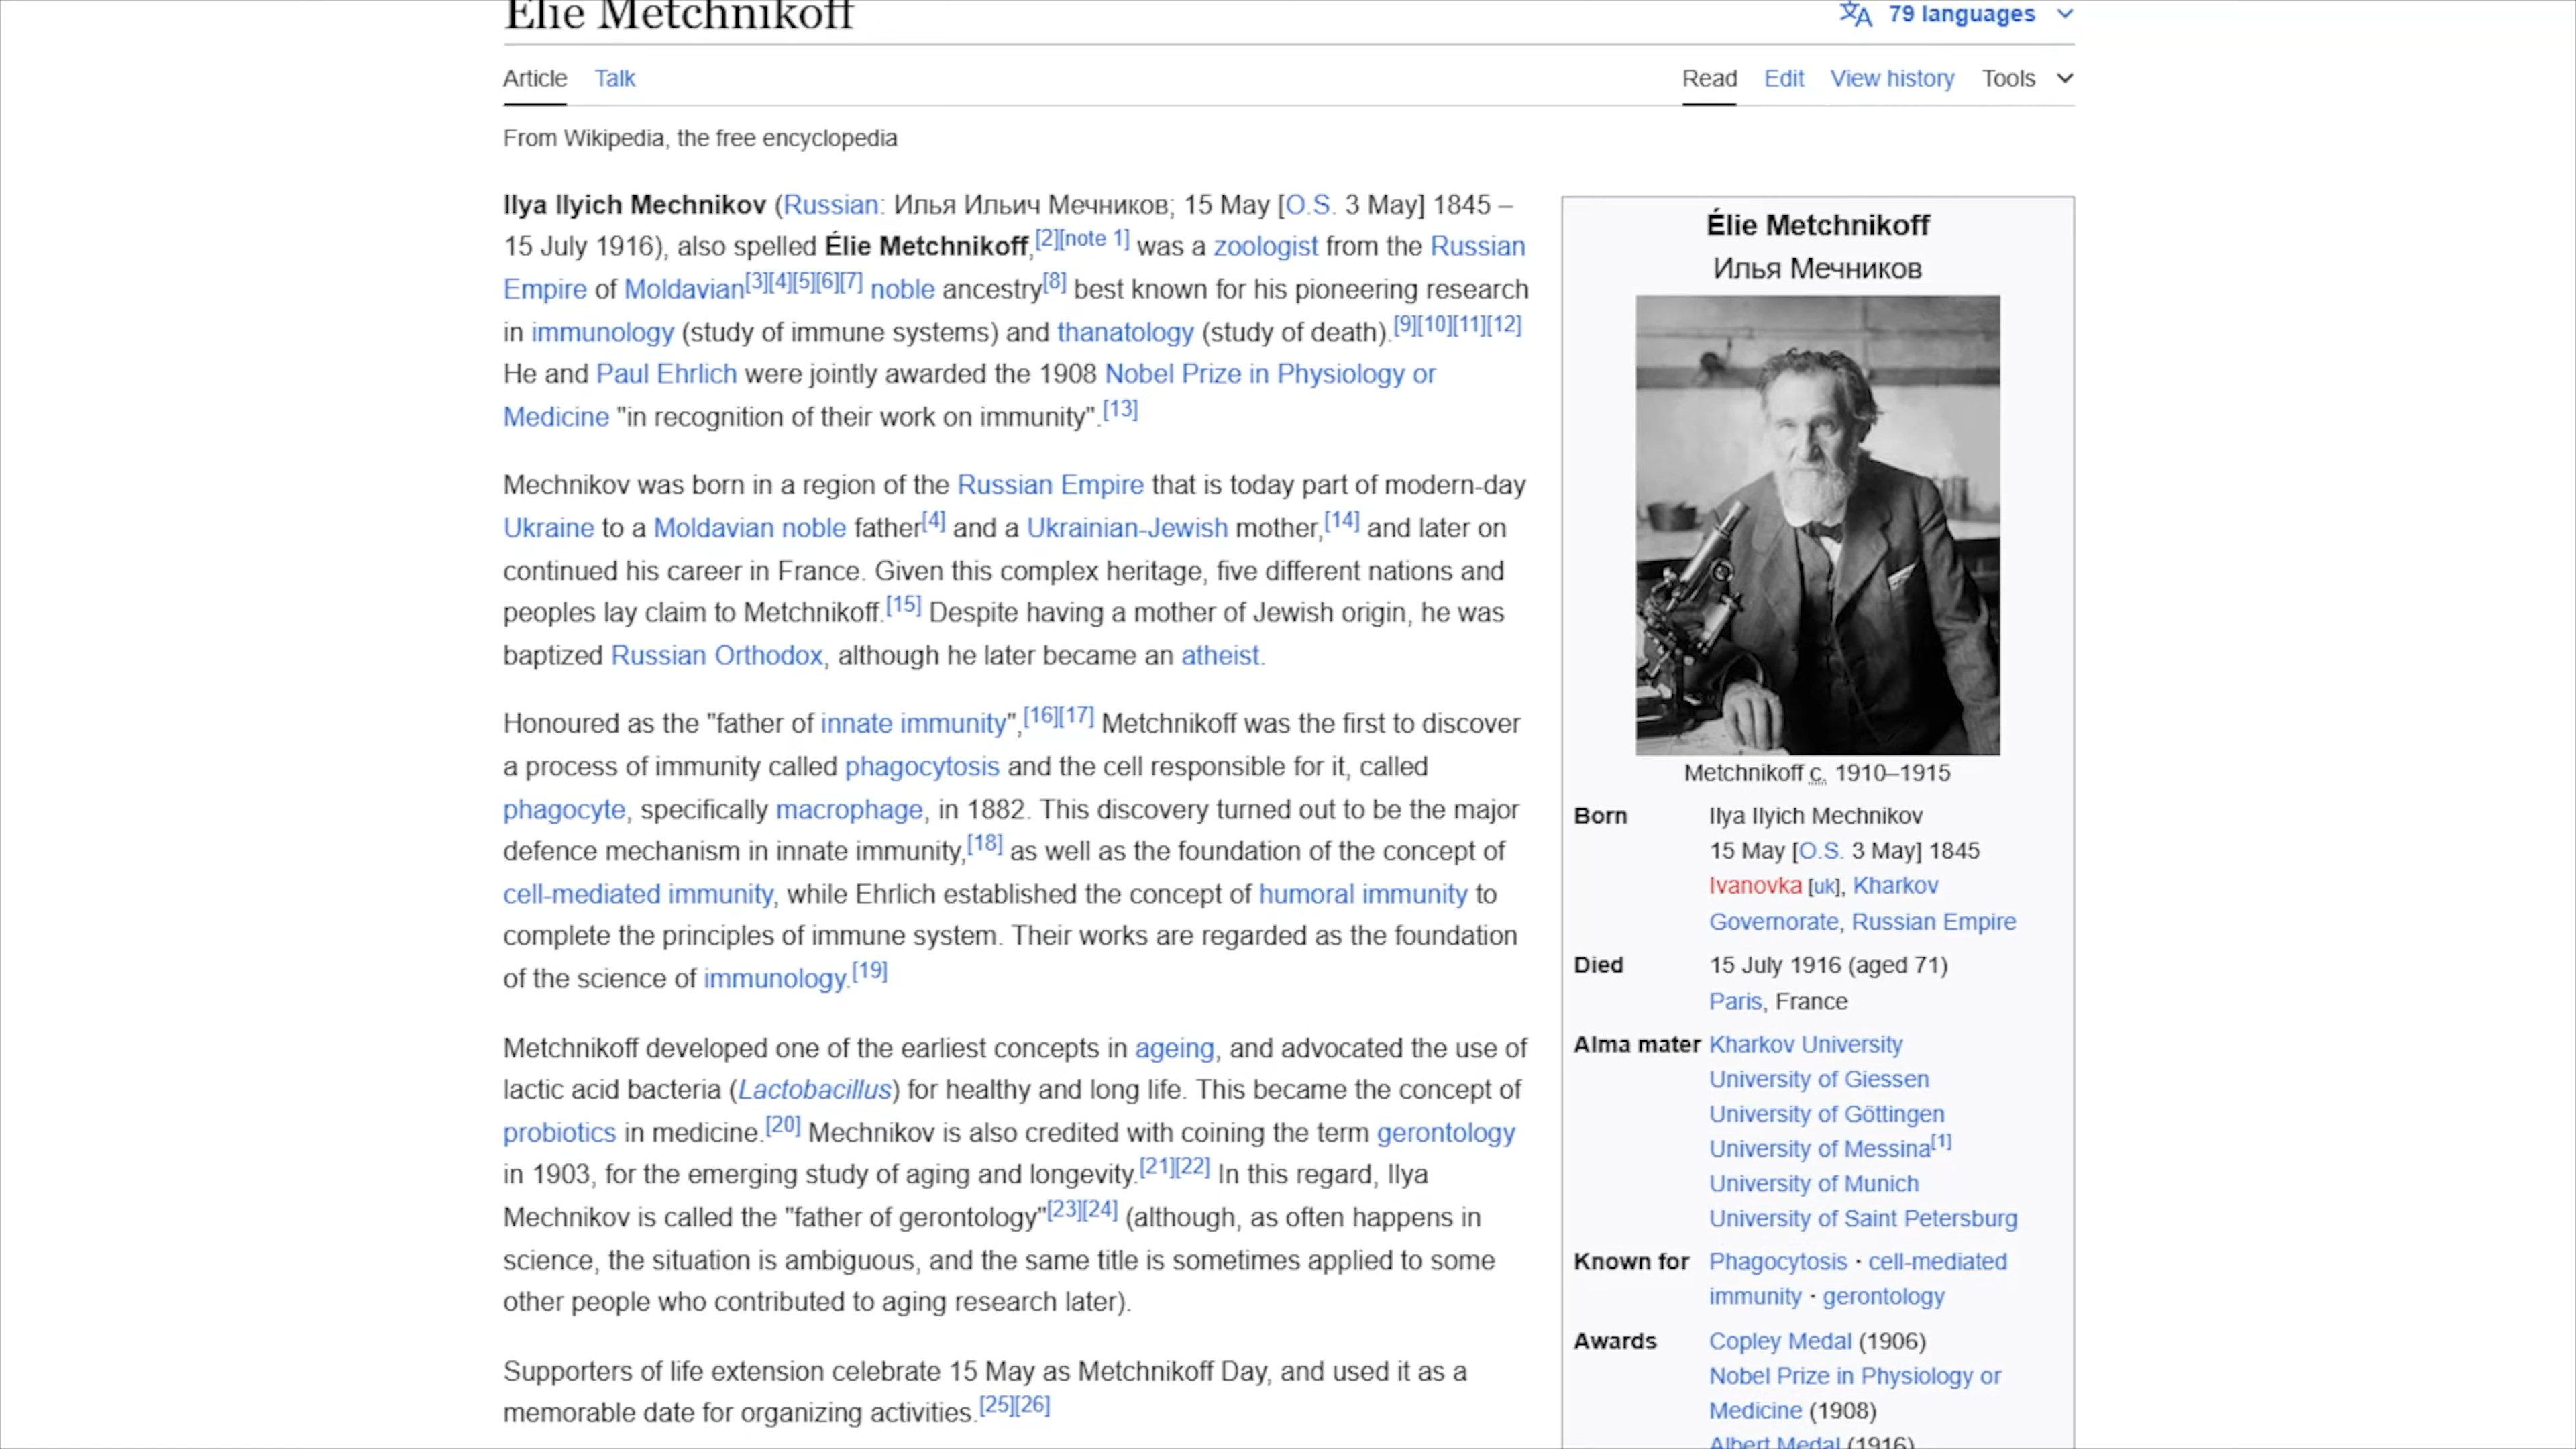 Élie Metchnikoff
79 languages
Article Talk
Read Edit View history Tools
From Wikipedia, the free encyclopedia
Ilya Ilyich Mechnikov (Russian: Илья Ильич Мечников; 15 May [O.S. 3 May] 1845 –
15 July 1916), also spelled Élie Metchnikoff,[2][note 1] was a zoologist from the Russian
Empire of Moldavian[3][4][5][6][7] noble ancestry[8] best known for his pioneering research
in immunology (study of immune systems) and thanatology (study of death).[9][10][11][12]
He and Paul Ehrlich were jointly awarded the 1908 Nobel Prize in Physiology or
Medicine "in recognition of their work on immunity".[13]
Mechnikov was born in a region of the Russian Empire that is today part of modern-day
Ukraine to a Moldavian noble father[4] and a Ukrainian-Jewish mother,[14] and later on
continued his career in France. Given this complex heritage, five different nations and
peoples lay claim to Metchnikoff.[15] Despite having a mother of Jewish origin, he was
baptized Russian Orthodox, although he later became an atheist.
Honoured as the "father of innate immunity",[16][17] Metchnikoff was the first to discover
a process of immunity called phagocytosis and the cell responsible for it, called
phagocyte, specifically macrophage, in 1882. This discovery turned out to be the major
defence mechanism in innate immunity,[18] as well as the foundation of the concept of
cell-mediated immunity, while Ehrlich established the concept of humoral immunity to
complete the principles of immune system. Their works are regarded as the foundation
of the science of immunology.[19]
Metchnikoff developed one of the earliest concepts in ageing, and advocated the use of
lactic acid bacteria (Lactobacillus) for healthy and long life. This became the concept of
probiotics in medicine.[20] Mechnikov is also credited with coining the term gerontology
in 1903, for the emerging study of aging and longevity.[21][22] In this regard, Ilya
Mechnikov is called the "father of gerontology"[23][24] (although, as often happens in
science, the situation is ambiguous, and the same title is sometimes applied to some
other people who contributed to aging research later).
Supporters of life extension celebrate 15 May as Metchnikoff Day, and used it as a
memorable date for organizing activities.[25][26]
Élie Metchnikoff
Илья Мечников
Metchnikoff c. 1910–1915
Born Ilya Ilyich Mechnikov
15 May [O.S. 3 May] 1845
Ivanovka [uk], Kharkov
Governorate, Russian Empire
Died 15 July 1916 (aged 71)
Paris, France
Alma mater Kharkov University
University of Giessen
University of Göttingen
University of Messina[1]
University of Munich
University of Saint Petersburg
Known for Phagocytosis · cell-mediated
immunity · gerontology
Awards Copley Medal (1906)
Nobel Prize in Physiology or
Medicine (1908)
Albert Medal (1916)